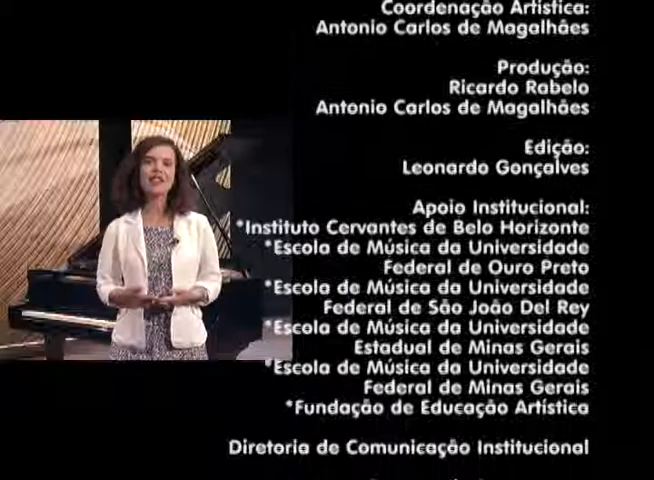 Coordenação Artística:
Antonio Carlos de Magalhães
Produção:
Ricardo Rabelo
Antonio Carlos de Magalhães
Edição:
Leonardo Gonçalves
Apoio Institucional:
*Instituto Cervantes de Belo Horizonte
*Escola de Música da Universidade
Federal de Ouro Preto
*Escola de Música da Universidade
Federal de São João Del Rey
*Escola de Música da Universidade
Estadual de Minas Gerais
*Escola de Música da Universidade
Federal de Minas Gerais
*Fundação de Educação Artística
Diretoria de Comunicação Institucional